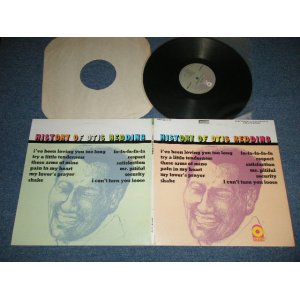 HISTORY OF OTIS REDDING
i've been loving you too long
try a little tenderness
these arms of mine
pain in my heart
my lover's prayer
shake
fa-fa-fa-fa-fa
respect
satisfaction
mr. pitiful
security
I can't turn you loose
HISTORY OF OTIS REDDING
i've been loving you too long
try a little tenderness
these arms of mine
pain in my heart
my lover's prayer
shake
fa-fa-fa-fa-fa
respect
satisfaction
mr. pitiful
security
I can't turn you loose